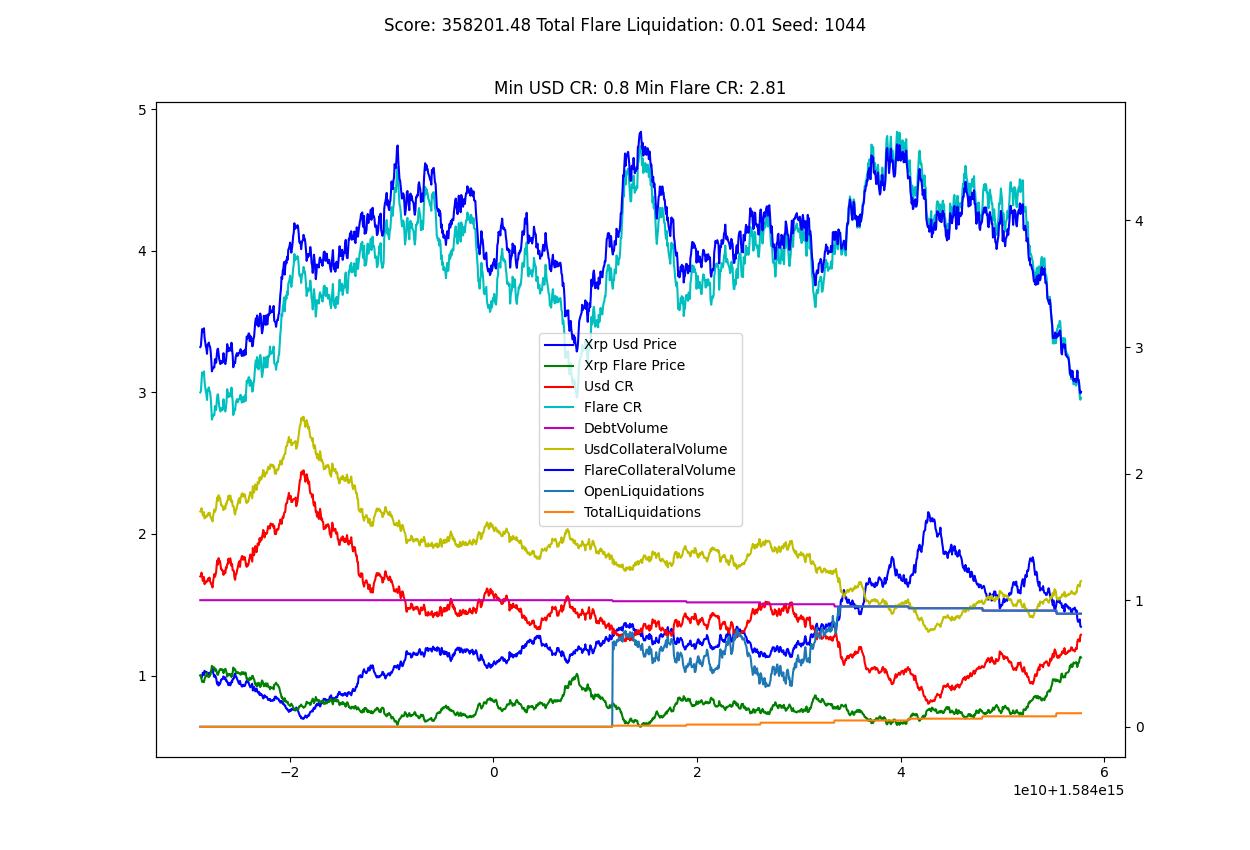 Score: 358201.48 Total Flare Liquidation: 0.01 Seed: 1044
Min USD CR: 0.8 Min Flare CR: 2.81
5
4
3
2
1
4
3
2
1
0
Xrp Usd Price
Xrp Flare Price
Usd CR
Flare CR
DebtVolume
UsdCollateralVolume
FlareCollateralVolume
OpenLiquidations
TotalLiquidations
−2 0 2 4 6
1e10+1.584e15